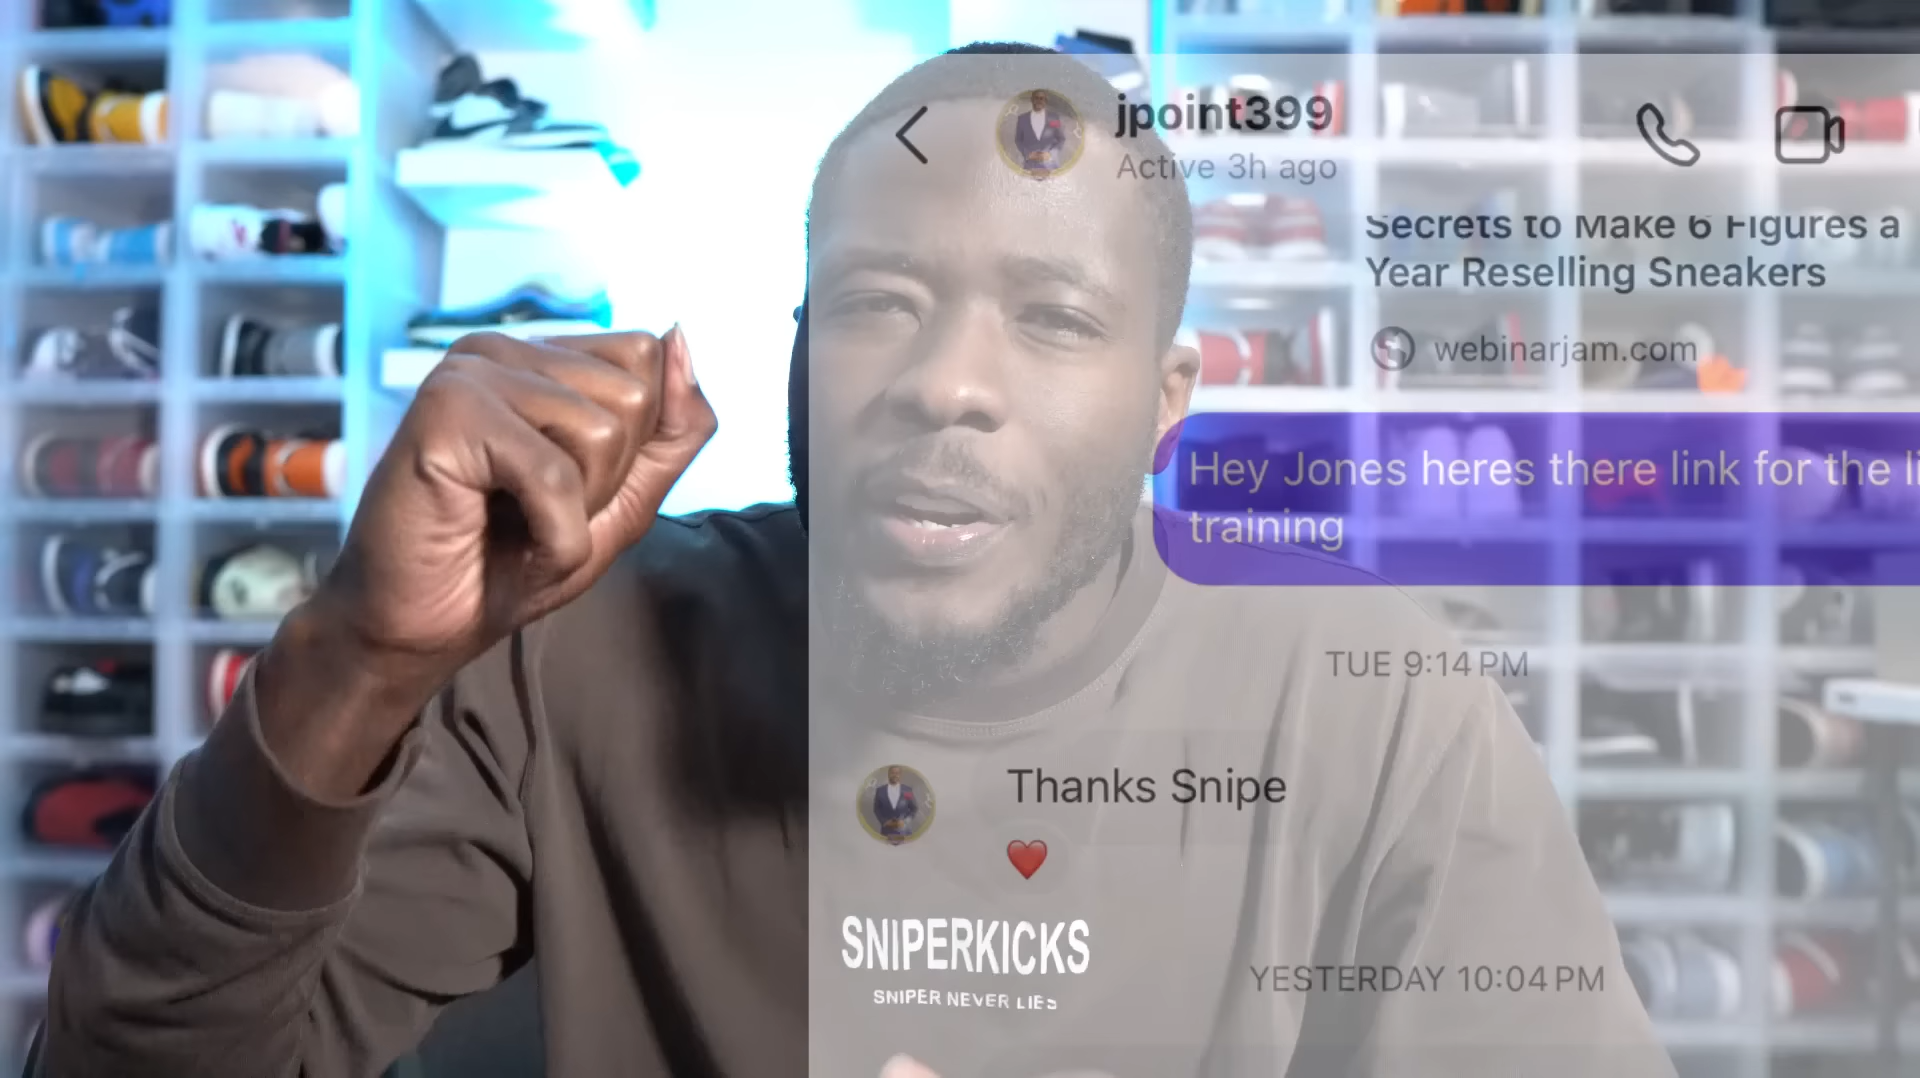 jpoint399
Active 3h ago
Secrets to Make 6 Figures a
Year Reselling Sneakers
webinarjam.com
Hey Jones heres there link for the li
training
TUE 9:14 PM
Thanks Snipe
SNIPERKICKS
SNIPER NEVER LIES
YESTERDAY 10:04 PM